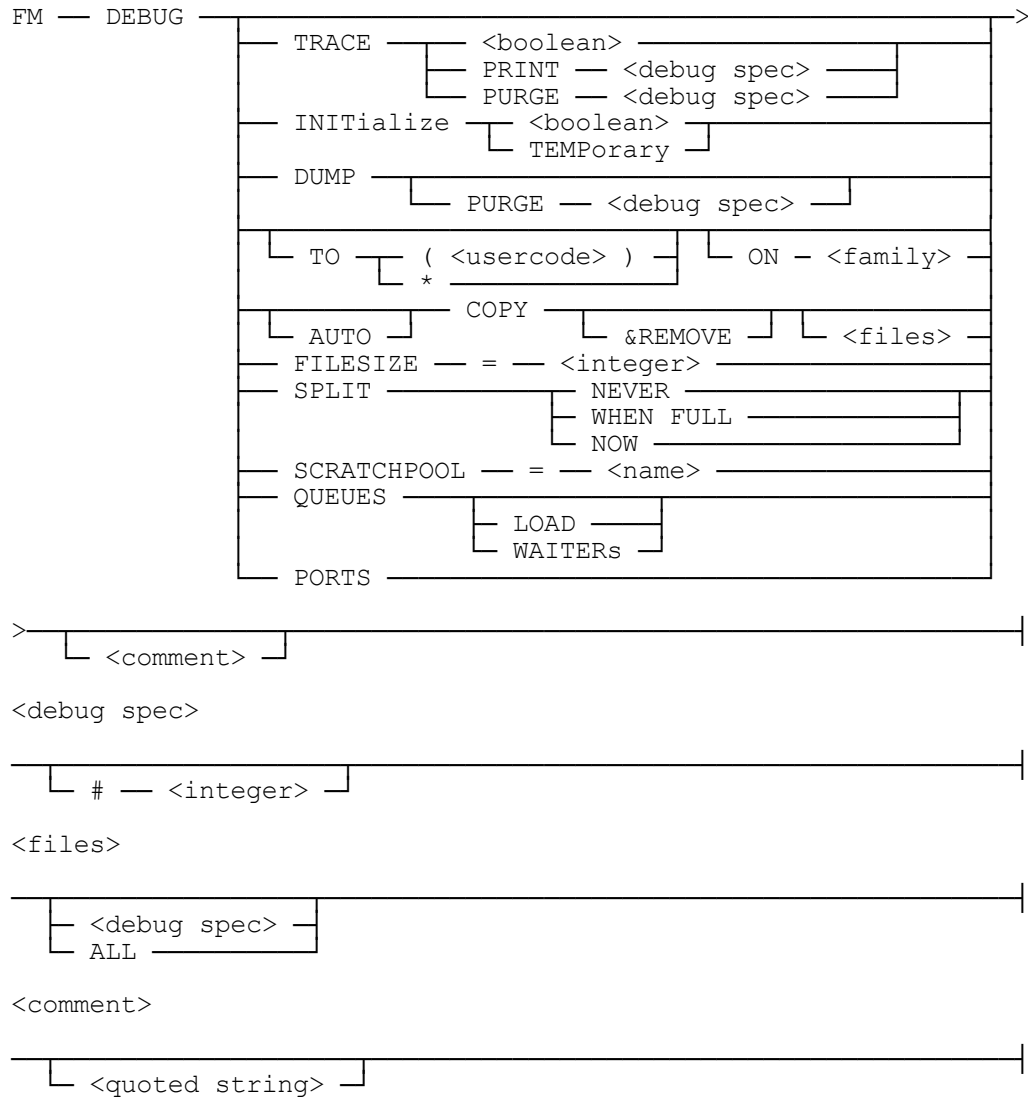 FM — DEBUG >
TRACE <boolean>
PRINT — <debug spec>
PURGE — <debug spec>
INITialize <boolean>
TEMPorary
DUMP
PURGE — <debug spec>
TO ( <usercode> ) ON — <family>
*
COPY
AUTO &REMOVE <files>
FILESIZE — = — <integer>
SPLIT NEVER
WHEN FULL
NOW
SCRATCHPOOL — = — <name>
QUEUES
LOAD
WAITERs
PORTS
>
<comment>
<debug spec>
# — <integer>
<files>
<debug spec>
ALL
<comment>
<quoted string>